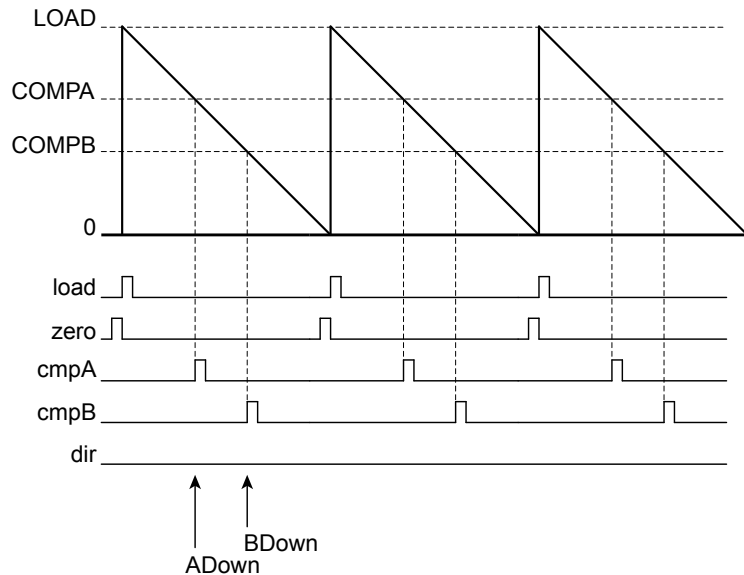 LOAD
COMPA
COMPB
0
load
zero
cmpA
cmpB
dir
BDown
ADown